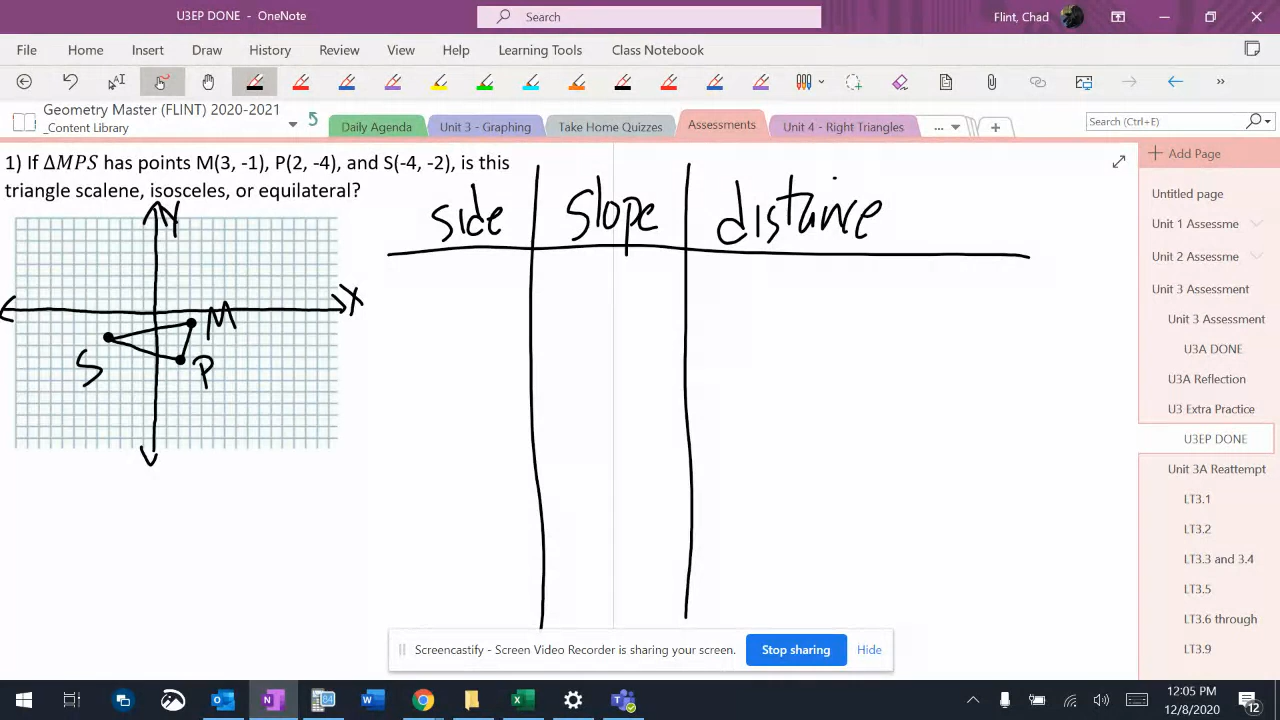 U3EP DONE - OneNote
Search
Flint, Chad
File Home Insert Draw History Review View Help Learning Tools Class Notebook
Geometry Master (FLINT) 2020-2021
_Content Library
Daily Agenda Unit 3 - Graphing Take Home Quizzes Assessments Unit 4 - Right Triangles ...
Search (Ctrl+E)
Add Page
1) If ΔMPS has points M(3, -1), P(2, -4), and S(-4, -2), is this
triangle scalene, isosceles, or equilateral?
side slope distance
Y
X
M
S
P
Untitled page
Unit 1 Assessme
Unit 2 Assessme
Unit 3 Assessment
Unit 3 Assessment
U3A DONE
U3A Reflection
U3 Extra Practice
U3EP DONE
Unit 3A Reattempt
LT3.1
LT3.2
LT3.3 and 3.4
LT3.5
LT3.6 through
LT3.9
Screencastify - Screen Video Recorder is sharing your screen. Stop sharing Hide
84
12:05 PM
12/8/2020
12